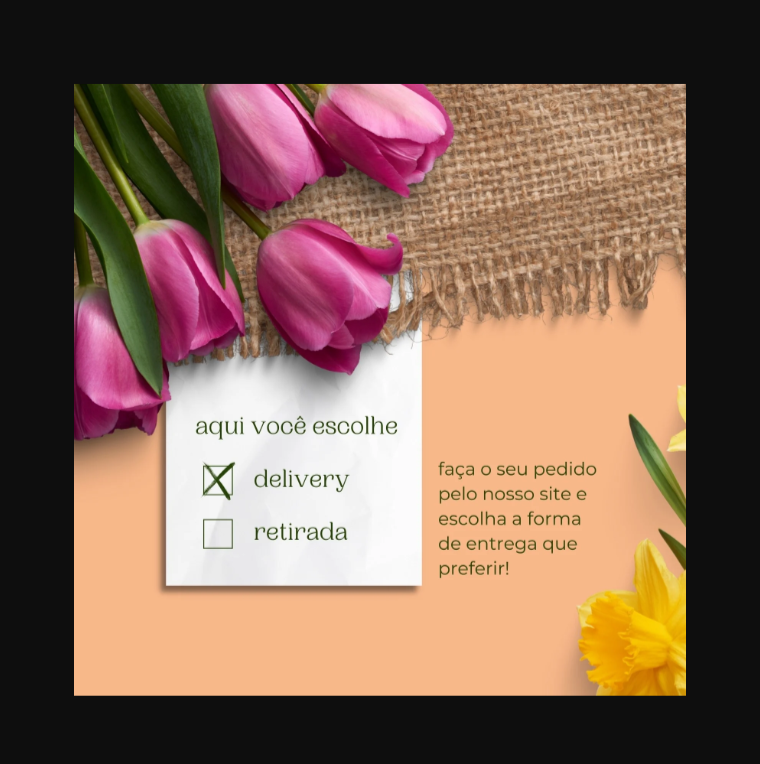 aqui você escolhe
delivery
retirada
faça o seu pedido
pelo nosso site e
escolha a forma
de entrega que
preferir!